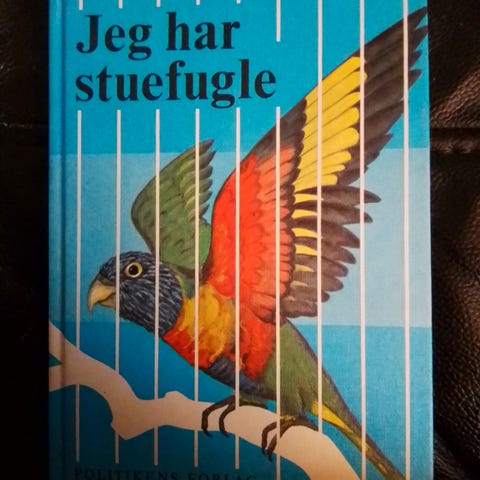 Jeg har
stuefugle
POLITIKENS FORLAG